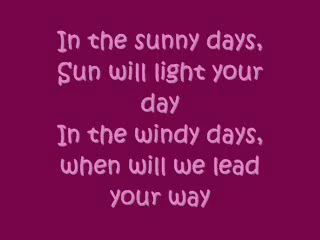 In the sunny days,
Sun will light your
day
In the windy days,
when will we lead
your way